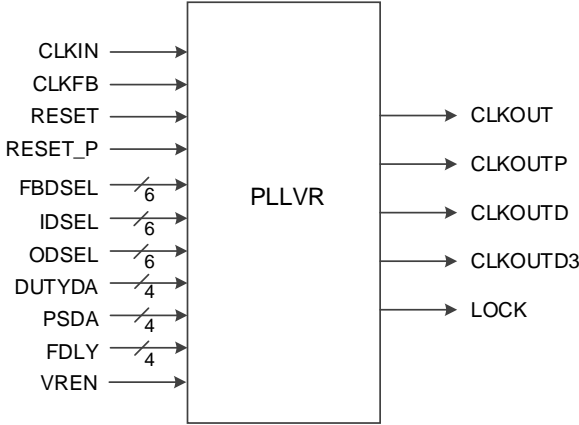 CLKIN
CLKFB
RESET
RESET_P
FBDSEL 6
IDSEL 6
ODSEL 6
DUTYDA 4
PSDA 4
FDLY 4
VREN
PLLVR
CLKOUT
CLKOUTP
CLKOUTD
CLKOUTD3
LOCK